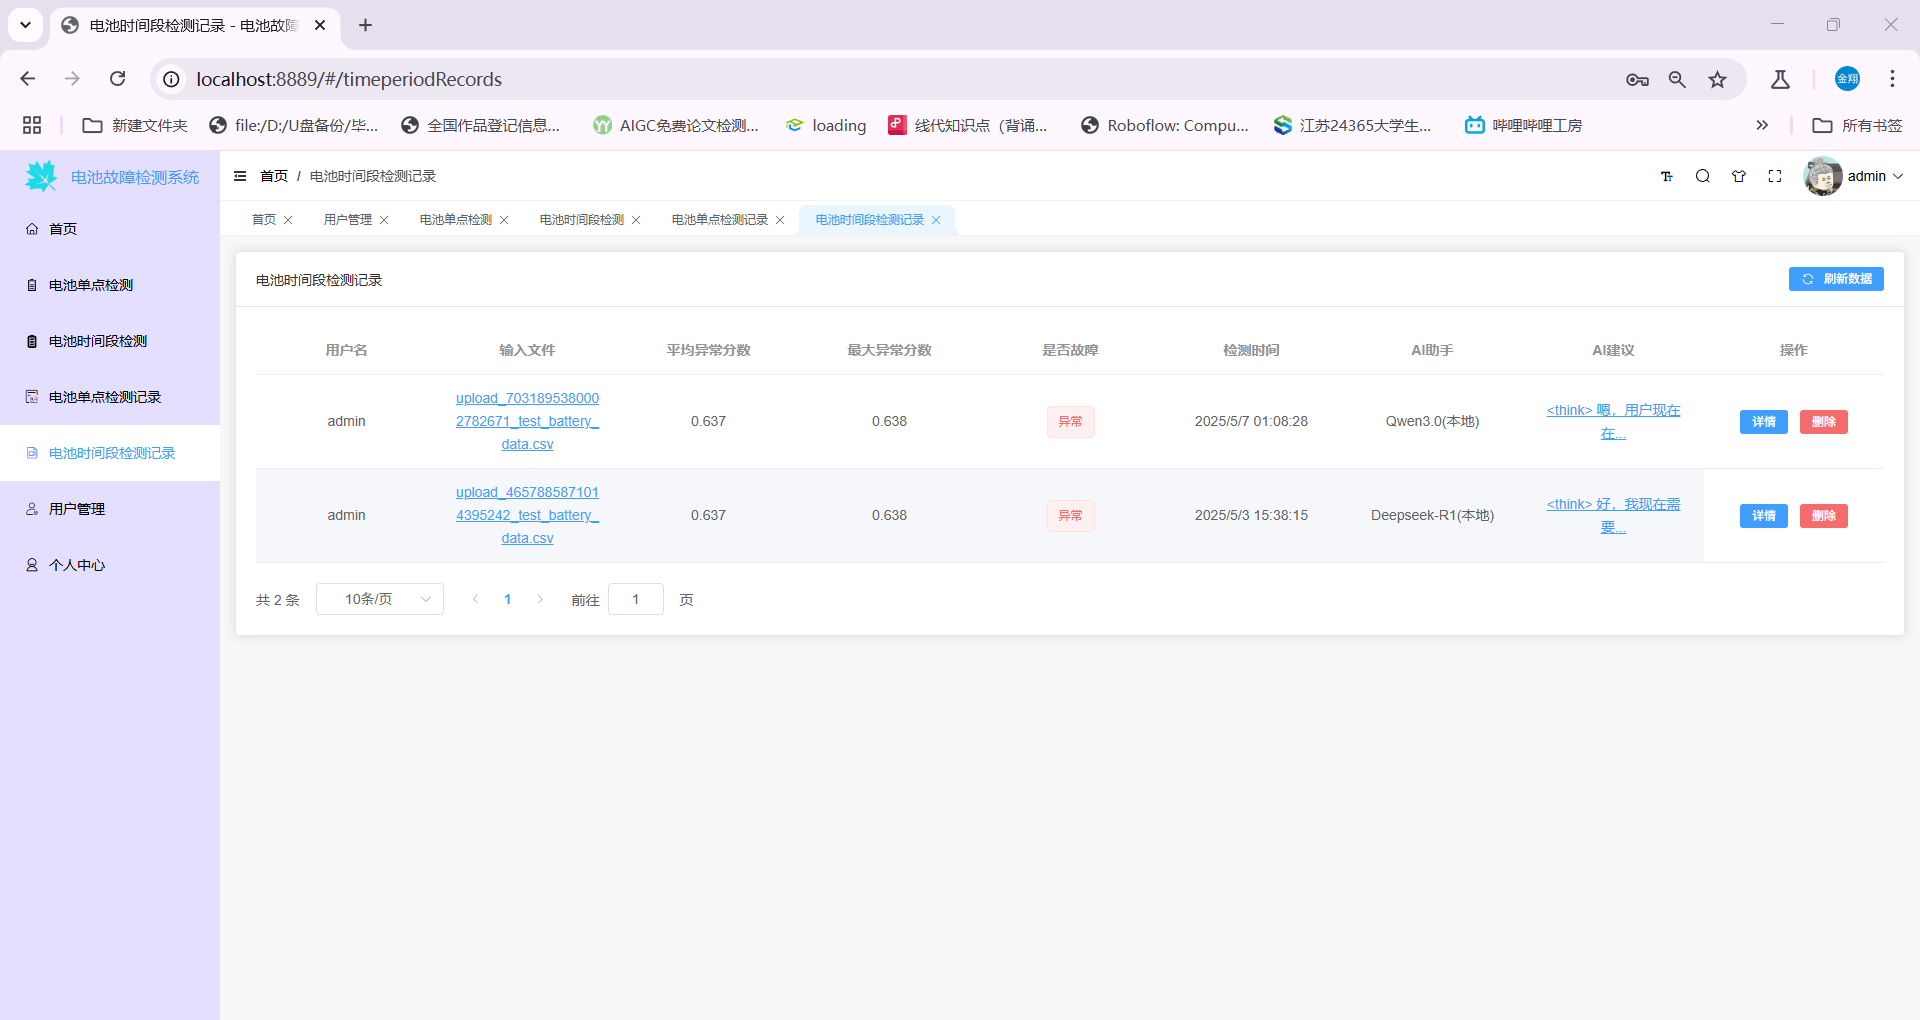 电池时间段检测记录 - 电池故障
localhost:8889/#/timeperiodRecords
金翔
新建文件夹
file:/D:/U盘备份/毕...
全国作品登记信息...
AIGC免费论文检测...
loading
线代知识点（背诵...
Roboflow: Compu...
江苏24365大学生...
哔哩哔哩工房
所有书签
电池故障检测系统
首页 / 电池时间段检测记录
admin
首页
用户管理
电池单点检测
电池时间段检测
电池单点检测记录
电池时间段检测记录
首页
电池单点检测
电池时间段检测
电池单点检测记录
电池时间段检测记录
用户管理
个人中心
电池时间段检测记录
刷新数据
用户名 输入文件 平均异常分数 最大异常分数 是否故障 检测时间 AI助手 AI建议 操作
admin
upload_703189538000
2782671_test_battery_
data.csv
0.637
0.638
异常
2025/5/7 01:08:28
Qwen3.0(本地)
<think> 嗯，用户现在
在...
详情
删除
admin
upload_465788587101
4395242_test_battery_
data.csv
0.637
0.638
异常
2025/5/3 15:38:15
Deepseek-R1(本地)
<think> 好，我现在需
要...
详情
删除
共 2 条
10条/页
1
前往 1 页